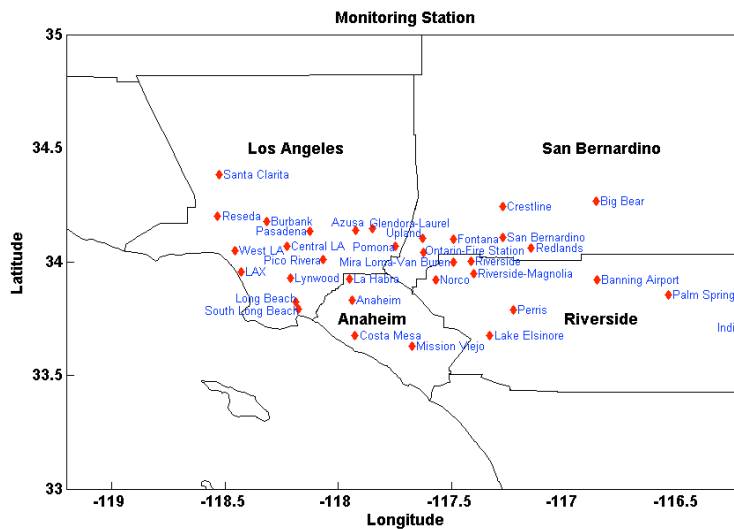 Monitoring Station
35
34.5
34
33.5
33
Latitude
Los Angeles
San Bernardino
Santa Clarita
Crestline
Big Bear
Reseda
Burbank
Pasadena
Azusa
Glendora-Laurel
Upland
Fontana
San Bernardino
West LA
Central LA
Pomona
Ontario-Fire Station
Redlands
Pico Rivera
Mira Loma-Van Buren
Riverside
LAX
Lynwood
La Habra
Norco
Riverside-Magnolia
Banning Airport
Long Beach
Anaheim
Palm Spring
South Long Beach
Perris
Anaheim
Riverside
Indi
Costa Mesa
Mission Viejo
Lake Elsinore
-119
-118.5
-118
-117.5
-117
-116.5
Longitude